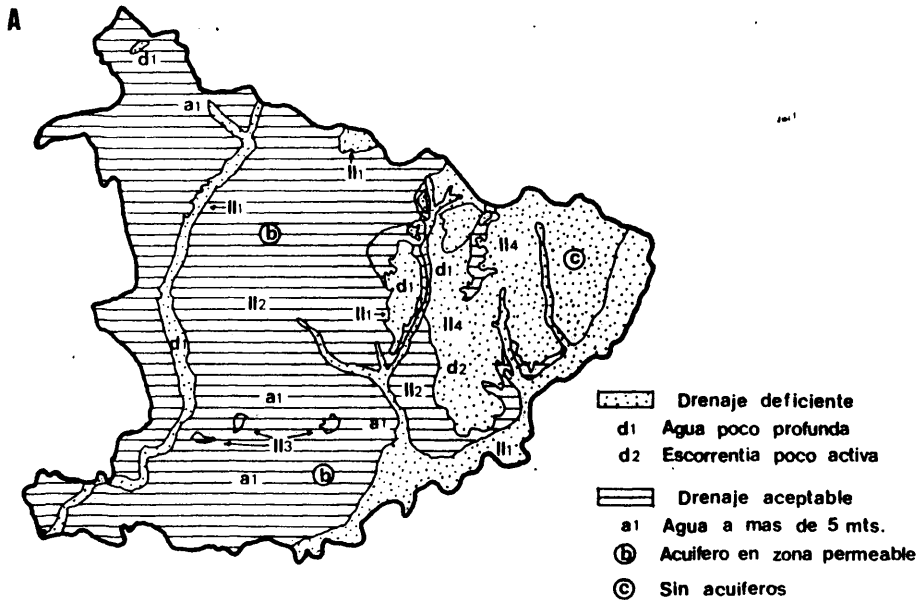 A
d1
a1
II1
II1
b
c
II4
d1
d1
II2
II1
II4
d1
d2
II2
a1
a1
II3
II1
a1
b
Drenaje deficiente
d1 Agua poco profunda
d2 Escorrentia poco activa
Drenaje aceptable
a1 Agua a mas de 5 mts.
b Acuifero en zona permeable
c Sin acuiferos